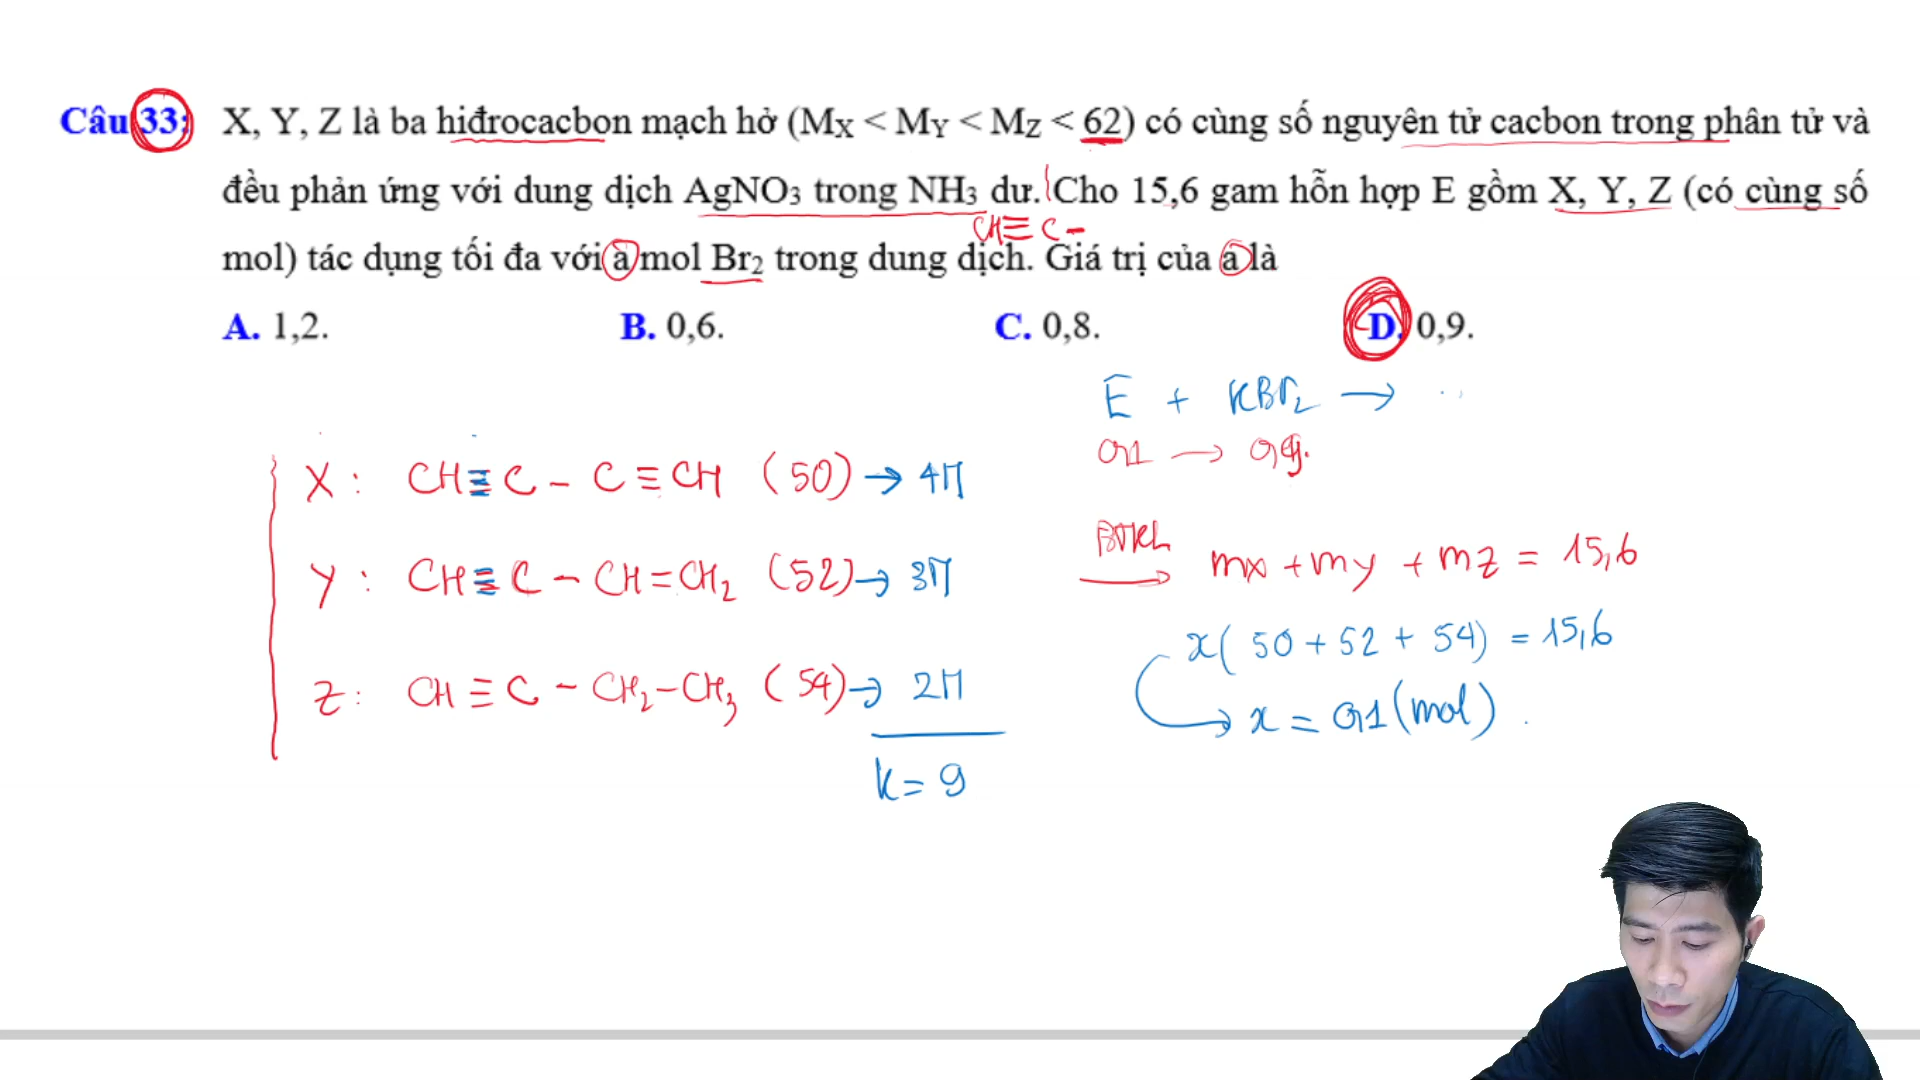 Câu 33: X, Y, Z là ba hiđrocacbon mạch hở (MX < MY < MZ < 62) có cùng số nguyên tử cacbon trong phân tử và
đều phản ứng với dung dịch AgNO3 trong NH3 dư. Cho 15,6 gam hỗn hợp E gồm X, Y, Z (có cùng số
CH≡C-
mol) tác dụng tối đa với a mol Br2 trong dung dịch. Giá trị của a là
A. 1,2. B. 0,6. C. 0,8. D. 0,9.
E + kBr2 → ..
0,1 → 0,9.
X: CH≡C-C≡CH (50) → 4π
Y: CH≡C-CH=CH2 (52) → 3π
Z: CH≡C-CH2-CH3 (54) → 2π
k=9
BTKL
mX + mY + mZ = 15,6
x(50+52+54) = 15,6
→ x = 0,1 (mol).